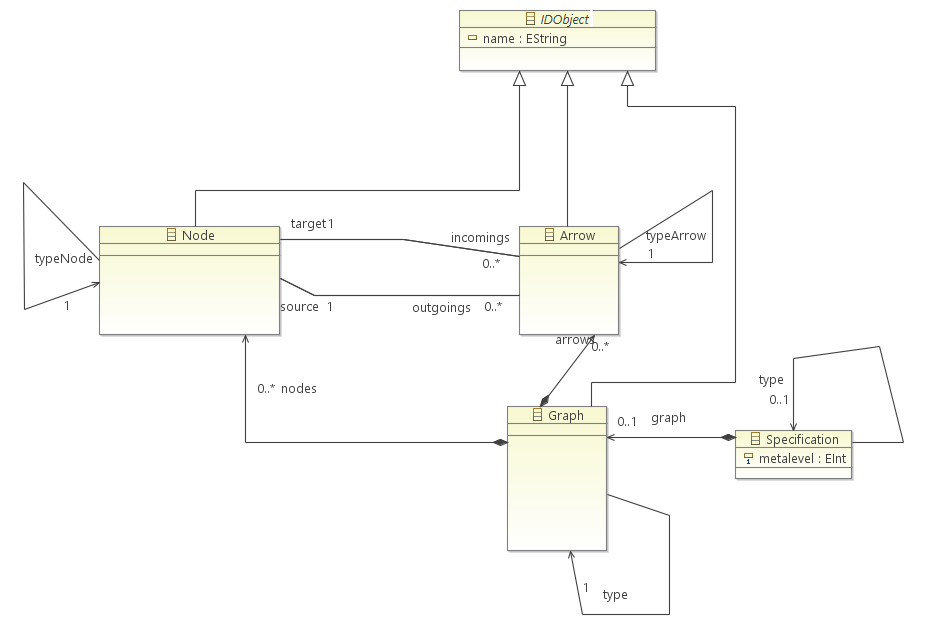 IDObject
name : EString
target 1
Node
incomings
Arrow
typeArrow
typeNode
0..*
1
source 1
outgoings 0..*
1
arrows
0..*
type
0..* nodes
0..1
Graph
0..1 graph
Specification
metalevel : EInt
1 type